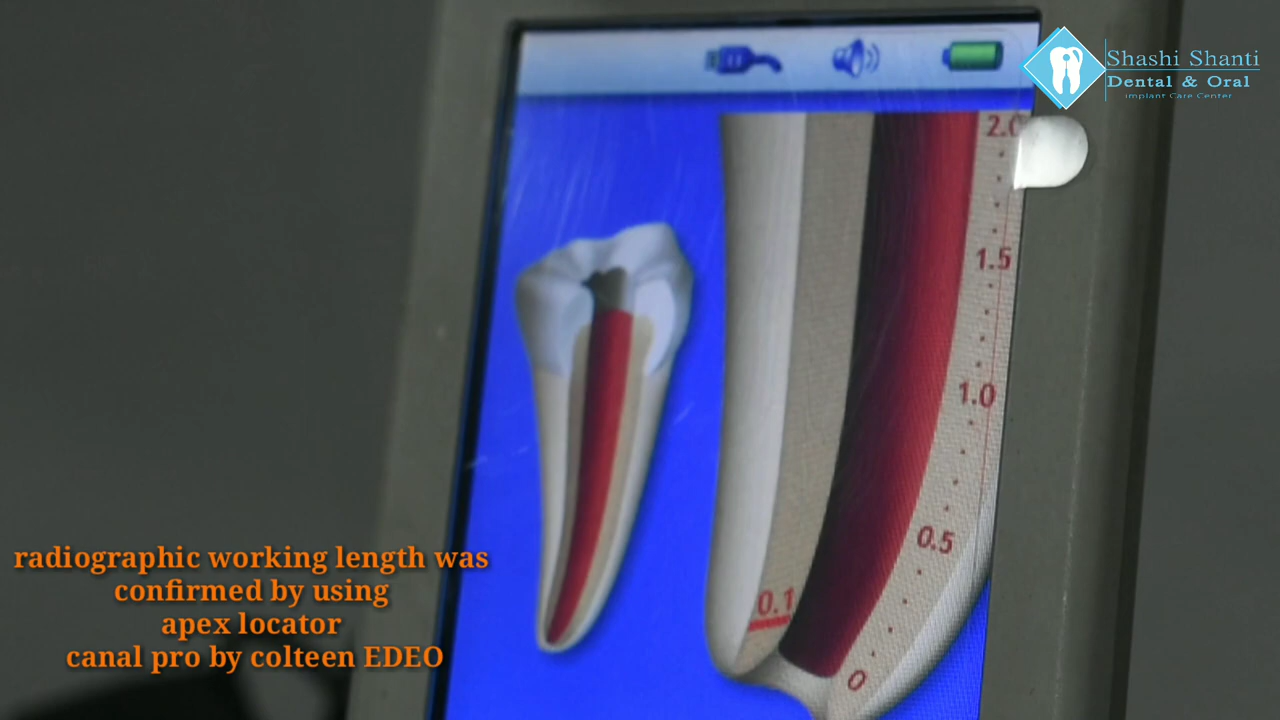 Shashi Shanti
Dental & Oral
Implant Care Center
2.0
1.5
1.0
0.5
0.1
0
radiographic working length was
confirmed by using
apex locator
canal pro by colteen EDEO